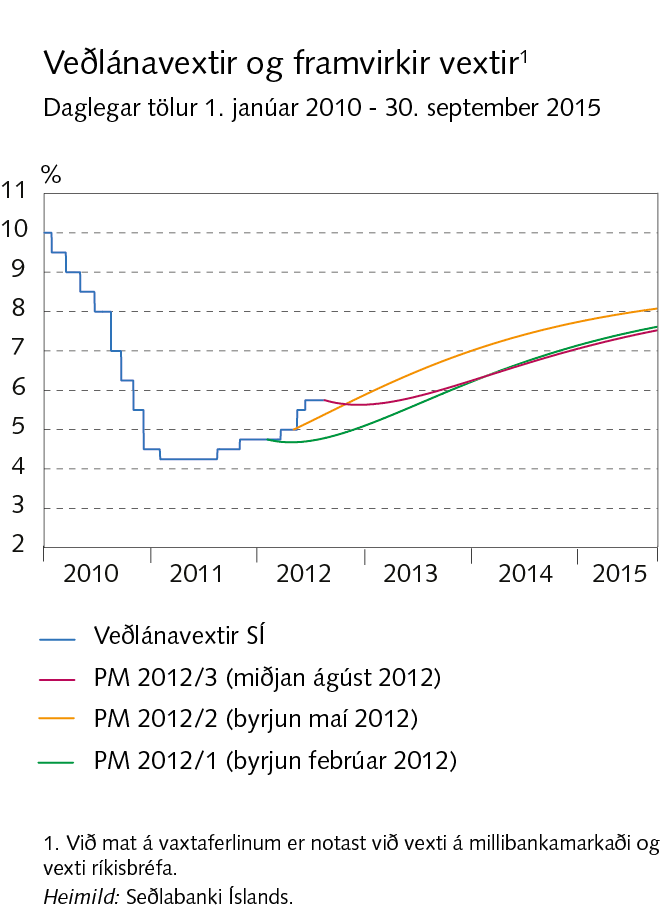 Veðlánavextir og framvirkir vextir¹
Daglegar tölur 1. janúar 2010 - 30. september 2015
%
11
10
9
8
7
6
5
4
3
2
2010 2011 2012 2013 2014 2015
Veðlánavextir SÍ
PM 2012/3 (miðjan ágúst 2012)
PM 2012/2 (byrjun maí 2012)
PM 2012/1 (byrjun febrúar 2012)
1. Við mat á vaxtaferlinum er notast við vexti á millibankamarkaði og
vexti ríkisbréfa.
Heimild: Seðlabanki Íslands.